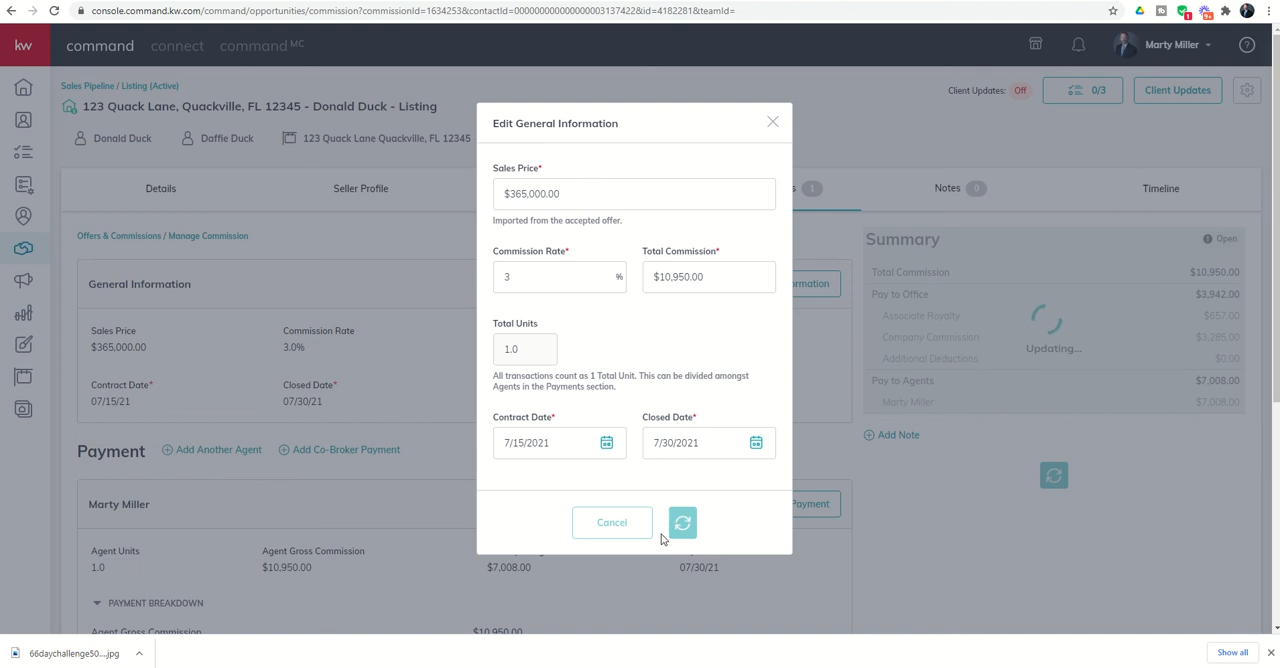 console.command.kw.com/command/opportunities/commission?commissionId=1634253&contactId=00000000000000003137422&id=4182281&teamId=
1
9+
kw
command connect command MC
Marty Miller
Sales Pipeline / Listing (Active)
123 Quack Lane, Quackville, FL 12345 - Donald Duck - Listing
Client Updates: Off
0/3
Client Updates
Donald Duck
Daffie Duck
123 Quack Lane Quackville, FL 12345
Details
Seller Profile
s 1
Notes 0
Timeline
Offers & Commissions / Manage Commission
General Information
ormation
Sales Price
Commission Rate
$365,000.00
3.0%
Contract Date*
Closed Date*
07/15/21
07/30/21
Payment
Add Another Agent
Add Co-Broker Payment
Marty Miller
Payment
Agent Units
Agent Gross Commission
1.0
$10,950.00
$7,008.00
07/30/21
PAYMENT BREAKDOWN
Agent Gross Commission
$10,950.00
Edit General Information
Sales Price*
$365,000.00
Imported from the accepted offer.
Commission Rate*
Total Commission*
3 %
$10,950.00
Total Units
1.0
All transactions count as 1 Total Unit. This can be divided amongst
Agents in the Payments section.
Contract Date*
Closed Date*
7/15/2021
7/30/2021
Cancel
Summary
Open
Total Commission $10,950.00
Pay to Office $3,942.00
Associate Royalty $657.00
Company Commission $3,285.00
Additional Deductions $0.00
Pay to Agents $7,008.00
Marty Miller $7,008.00
Updating...
Add Note
66daychallenge50....jpg
Show all